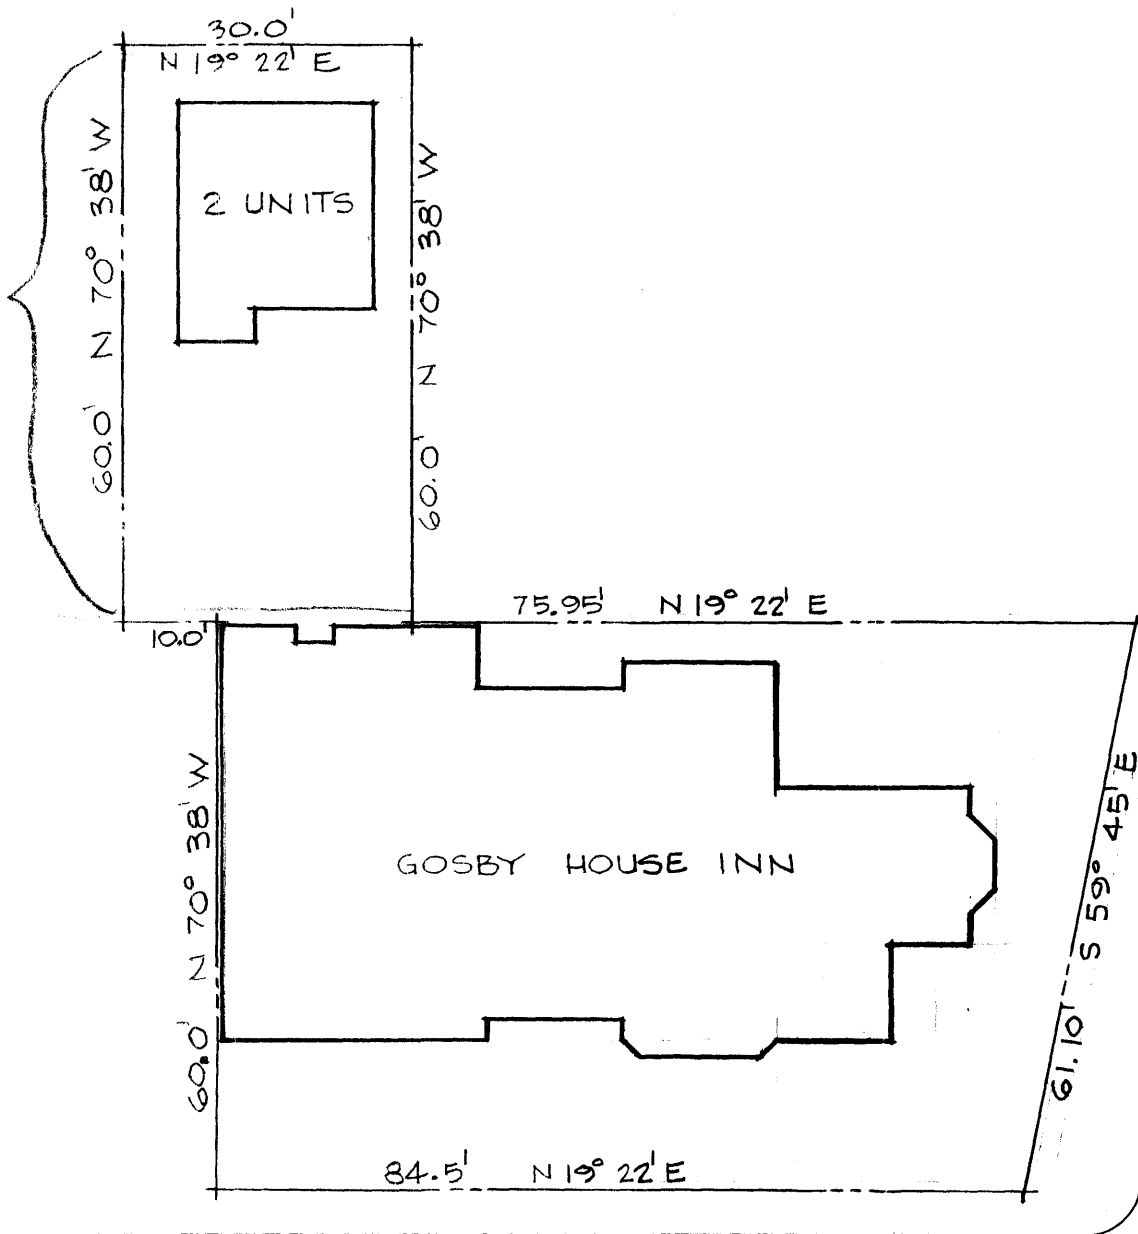 30.0'
N 19° 22' E
N 70° 38' W
60.0'
N 70° 38' W
60.0'
2 UNITS
75.95' N 19° 22' E
10.0'
N 70° 38' W
60.0'
GOSBY HOUSE INN
S 59° 45' E
61.10'
84.5' N 19° 22' E